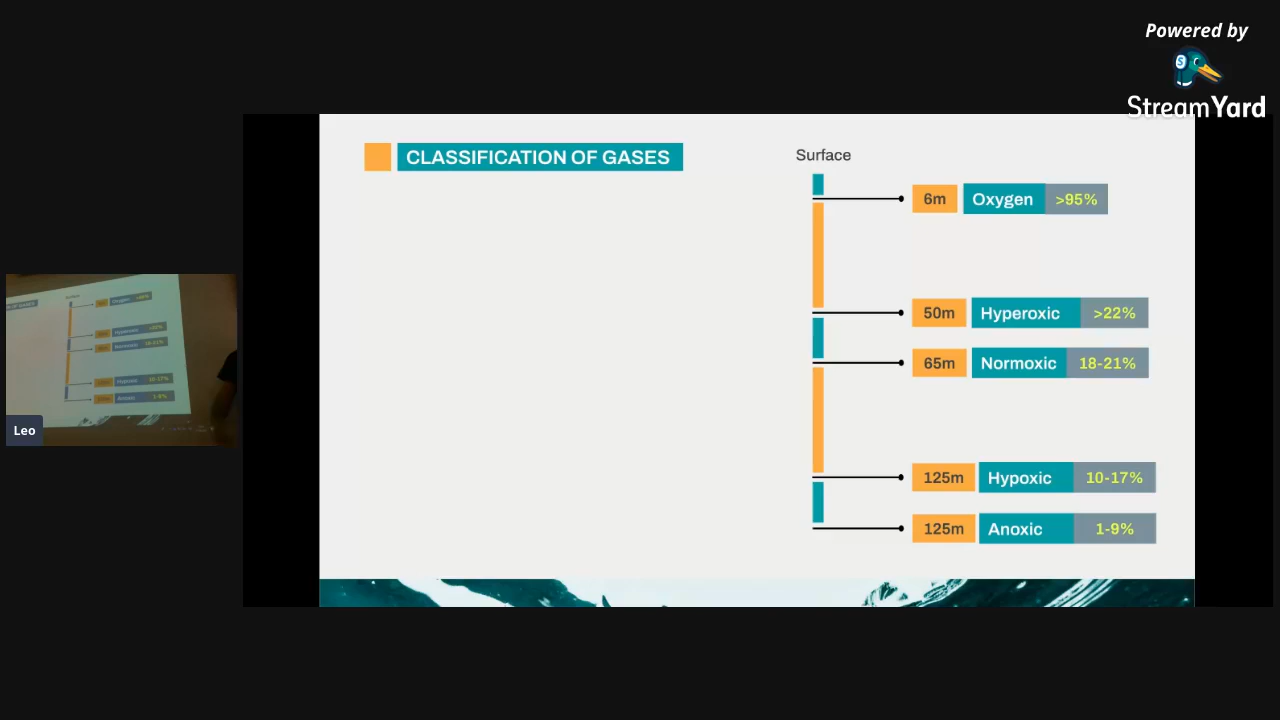 Powered by
StreamYard
CLASSIFICATION OF GASES
Surface
6m Oxygen >95%
50m Hyperoxic >22%
65m Normoxic 18-21%
125m Hypoxic 10-17%
125m Anoxic 1-9%
Leo